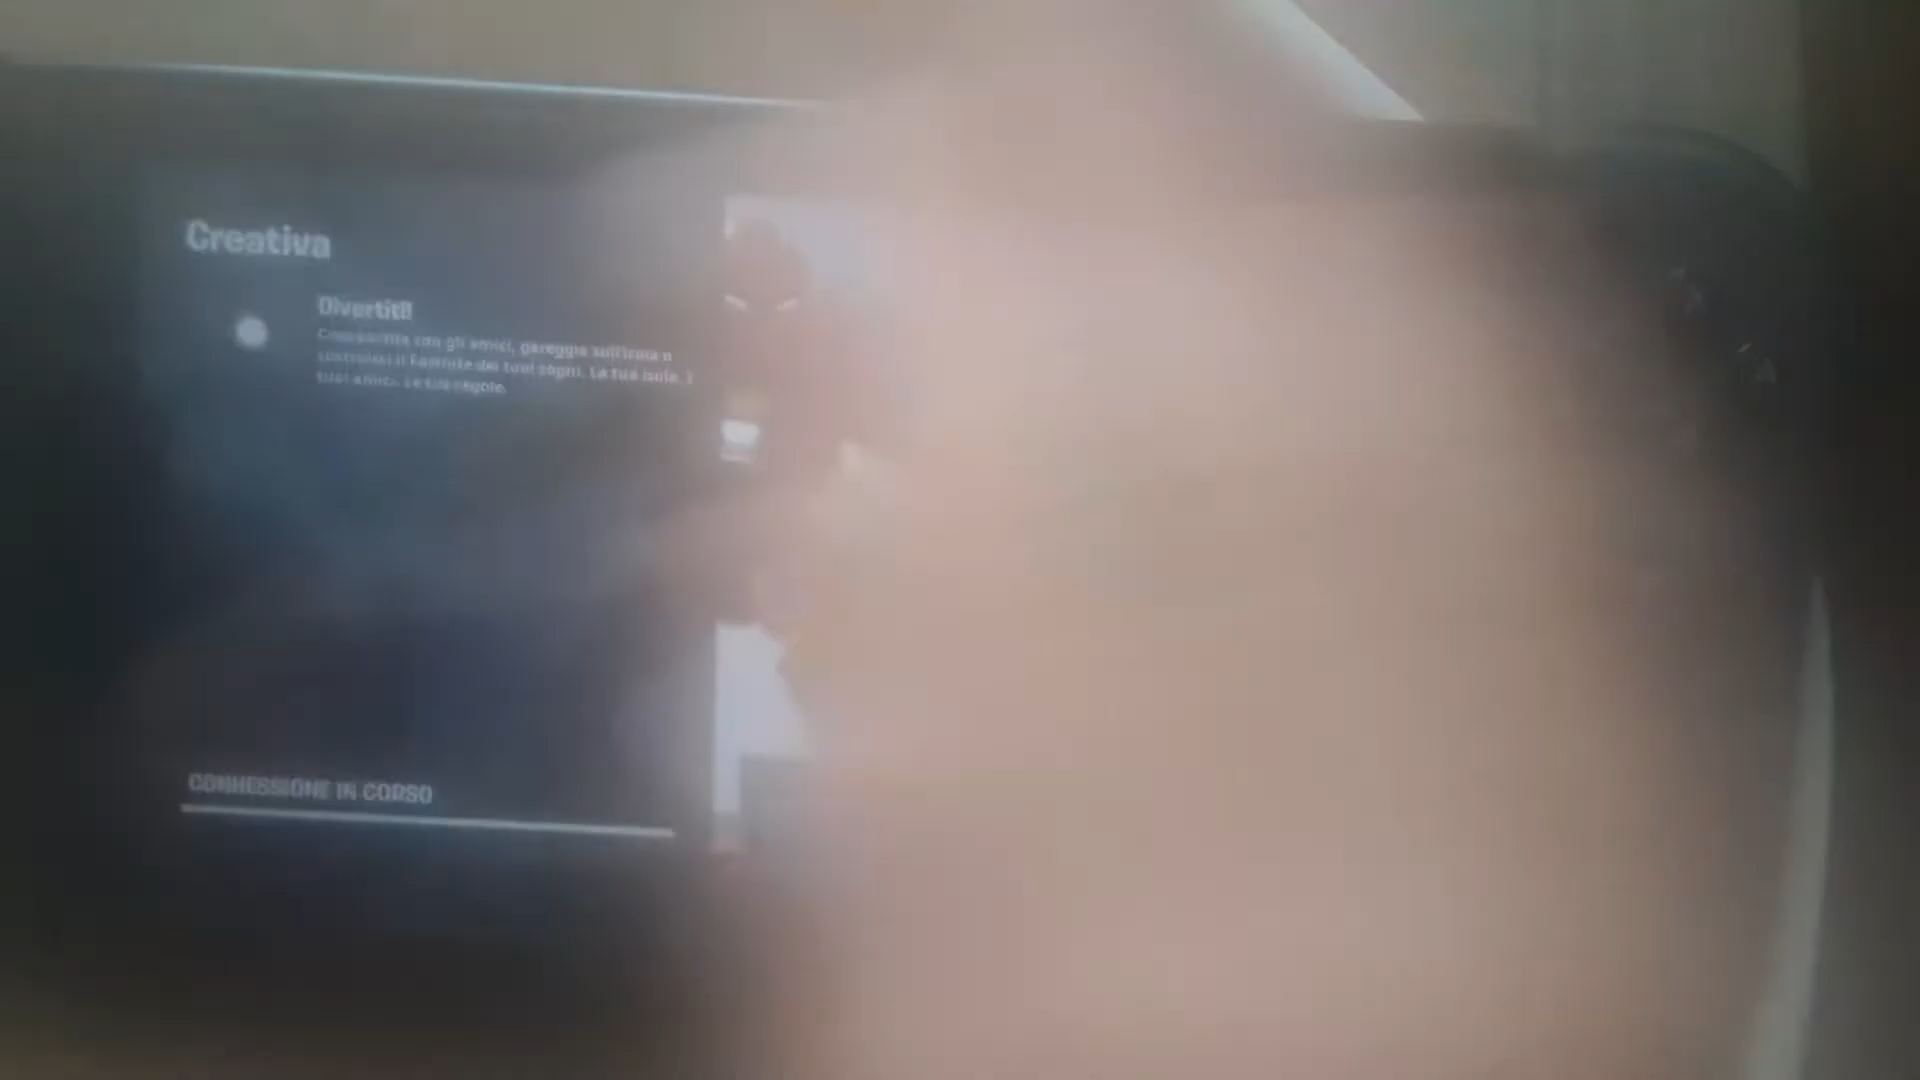 Creativa
Divertiti!
con gli amici, gareggia sull'isola o
costruisci il Fortnite dei tuoi sogni. La tua isola. I
tuoi amici. Le tue regole.
CONNESSIONE IN CORSO